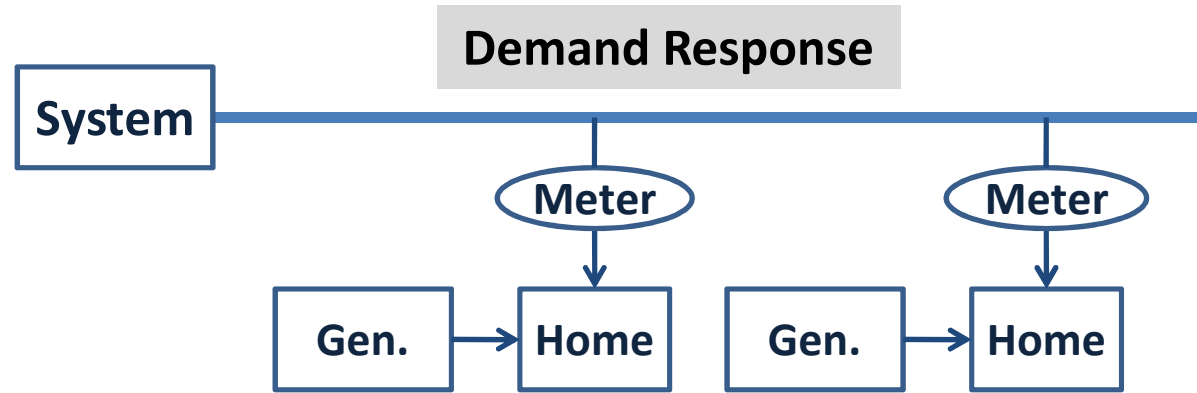 Demand Response
System
Meter
Meter
Gen.
Home
Gen.
Home